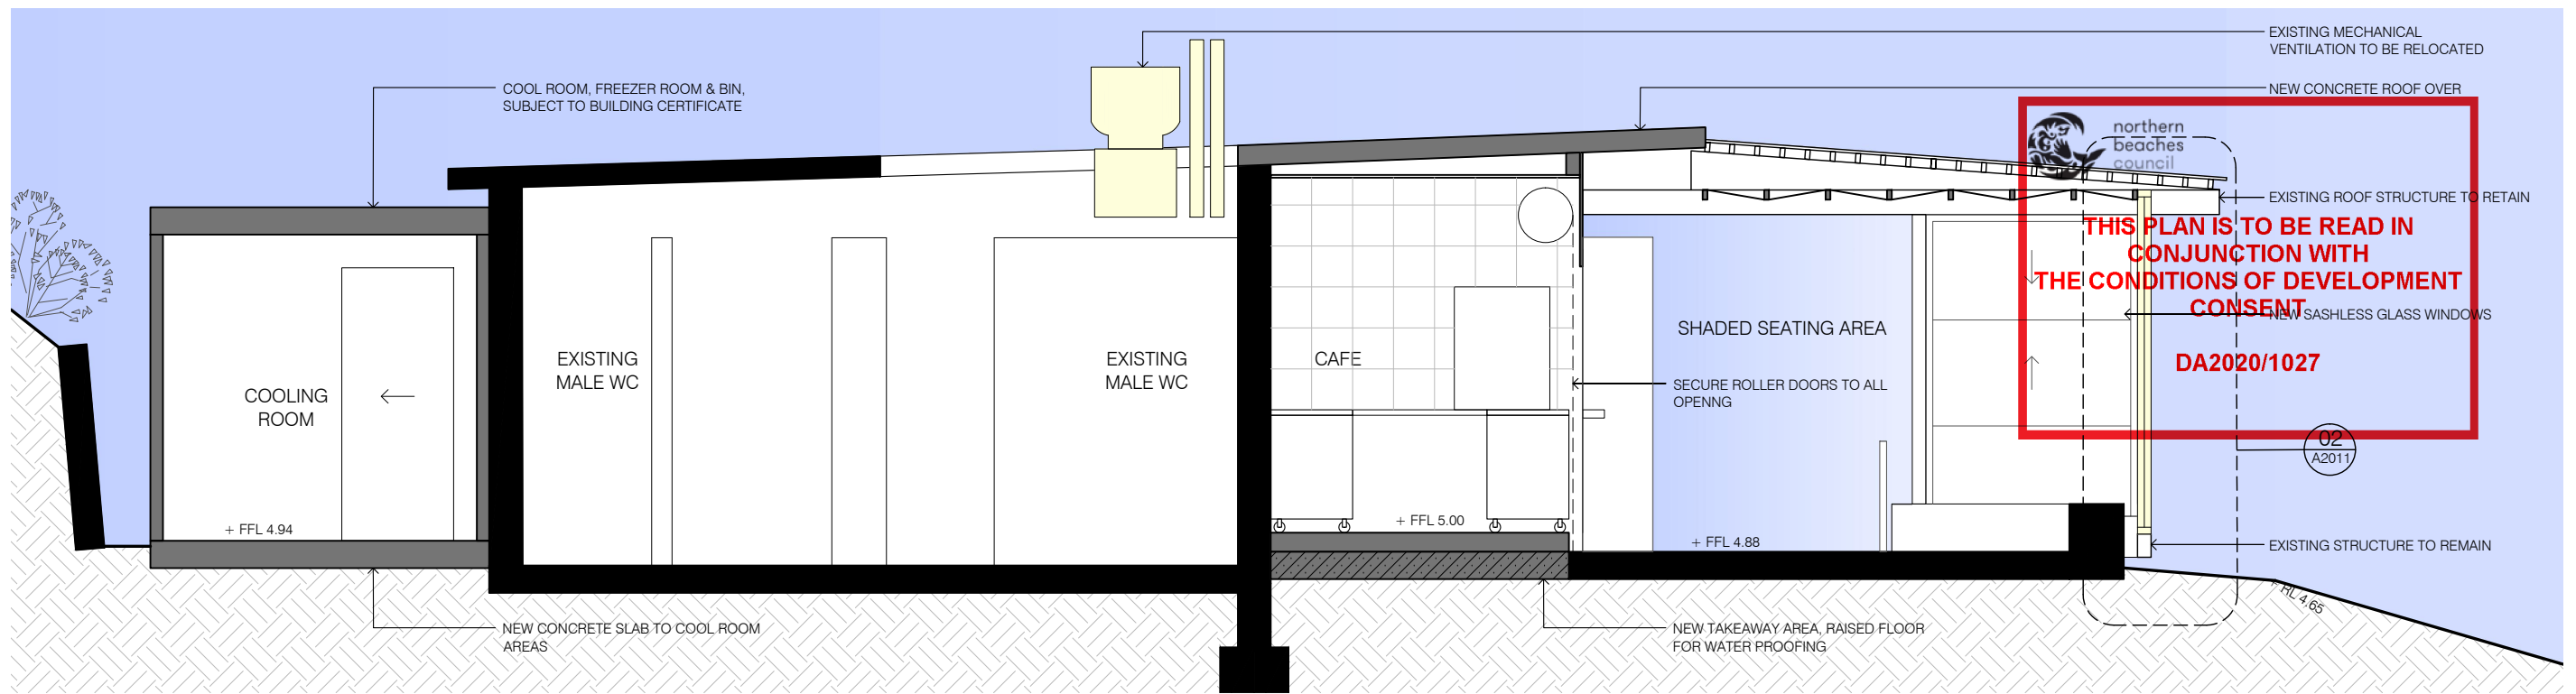 EXISTING MECHANICAL
VENTILATION TO BE RELOCATED
COOL ROOM, FREEZER ROOM & BIN,
SUBJECT TO BUILDING CERTIFICATE
NEW CONCRETE ROOF OVER
northern
beaches
council
EXISTING ROOF STRUCTURE TO RETAIN
THIS PLAN IS TO BE READ IN
CONJUNCTION WITH
THE CONDITIONS OF DEVELOPMENT
CONSENT
NEW SASHLESS GLASS WINDOWS
DA2020/1027
SHADED SEATING AREA
EXISTING
MALE WC
EXISTING
MALE WC
CAFE
COOLING
ROOM
SECURE ROLLER DOORS TO ALL
OPENNG
02
A2011
+ FFL 4.94
+ FFL 5.00
+ FFL 4.88
EXISTING STRUCTURE TO REMAIN
RL 4.65
NEW CONCRETE SLAB TO COOL ROOM
AREAS
NEW TAKEAWAY AREA, RAISED FLOOR
FOR WATER PROOFING